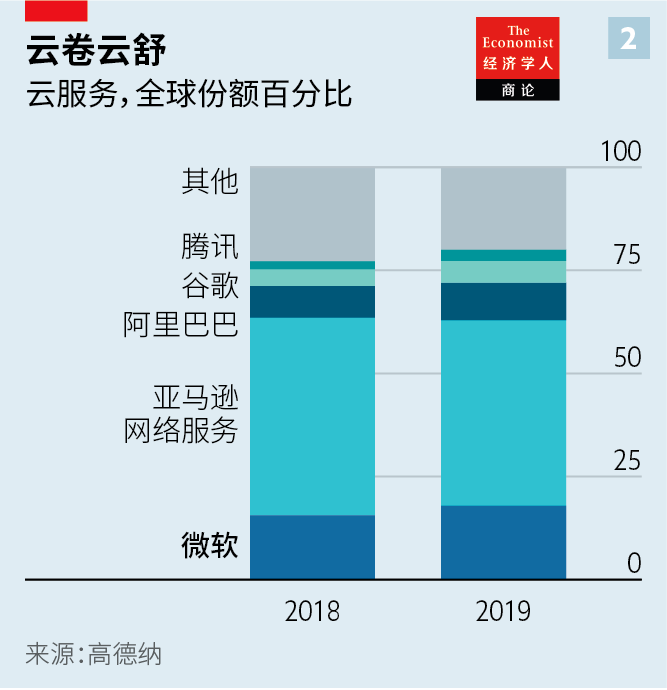 云卷云舒
云服务，全球份额百分比
The
Economist
经济学人
商论
2
100
其他
腾讯
75
谷歌
阿里巴巴
50
亚马逊
网络服务
25
微软
0
2018
2019
来源：高德纳